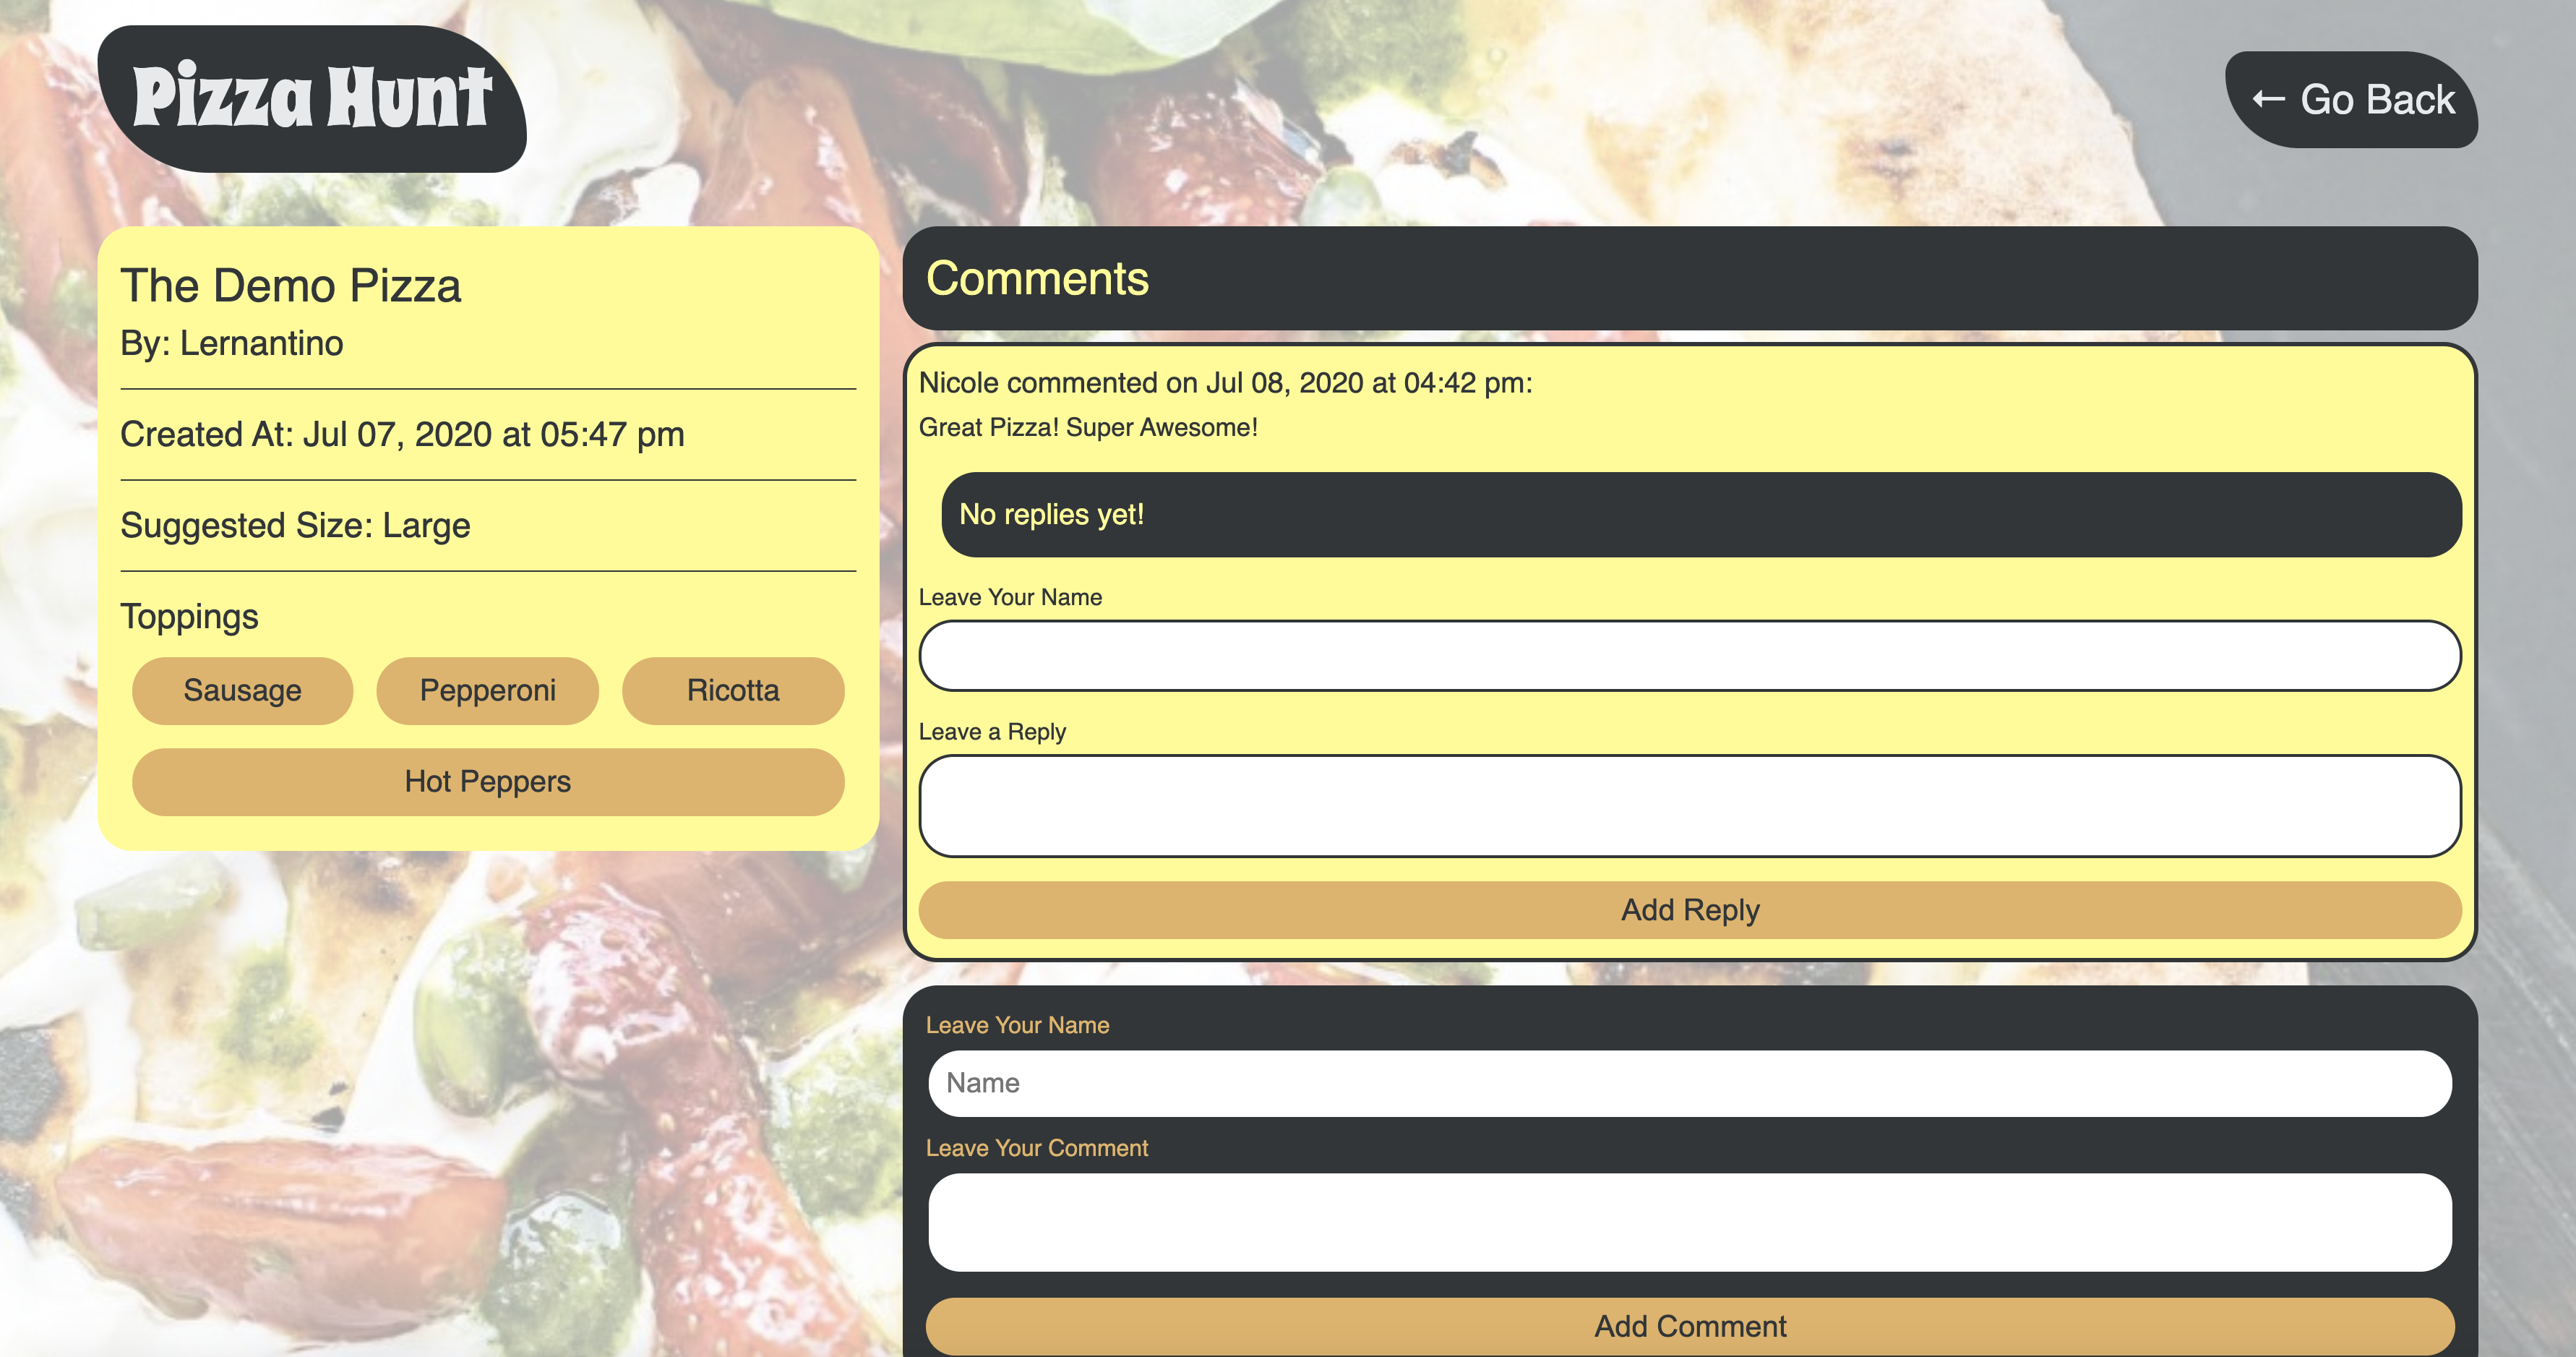 Pizza Hunt
← Go Back
The Demo Pizza
By: Lernantino
Created At: Jul 07, 2020 at 05:47 pm
Suggested Size: Large
Toppings
Sausage
Pepperoni
Ricotta
Hot Peppers
Comments
Nicole commented on Jul 08, 2020 at 04:42 pm:
Great Pizza! Super Awesome!
No replies yet!
Leave Your Name
Leave a Reply
Add Reply
Leave Your Name
Name
Leave Your Comment
Add Comment